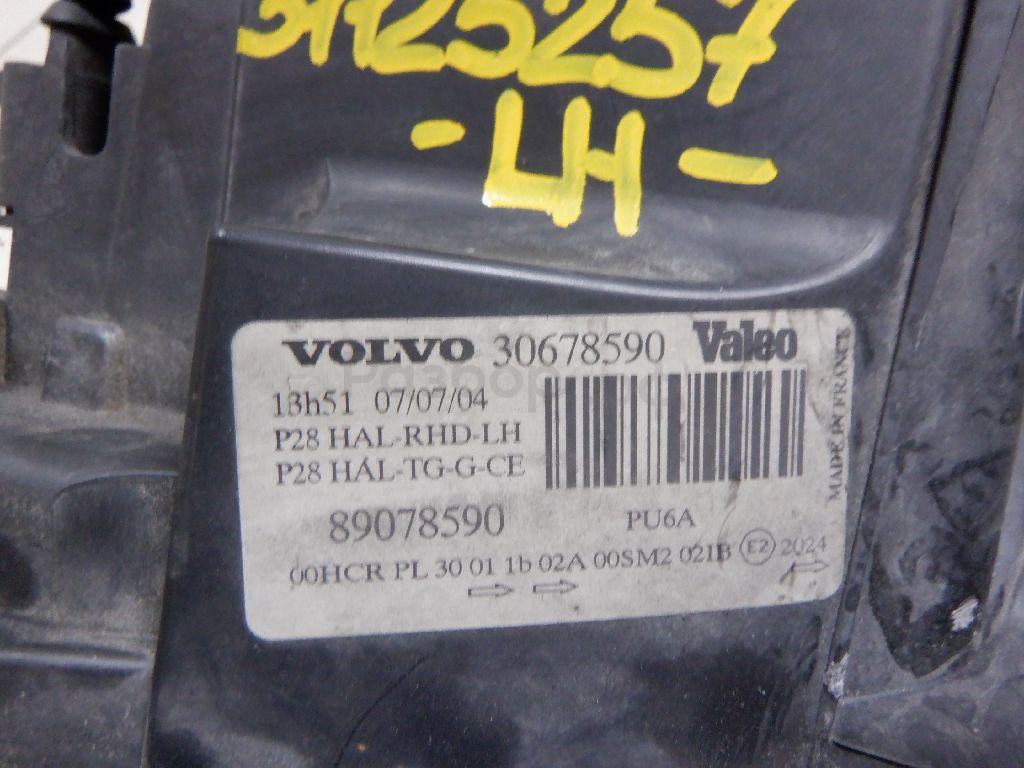 3125257
- LH -
VOLVO 30678590 Valeo
13h51 07/07/04
P28 HAL-RHD-LH
P28 HAL-TG-G-CE
MADE IN FRANCE
89078590 PU6A
00HCR PL 30 01 1b 02A 00SM2 02IB E2 2024